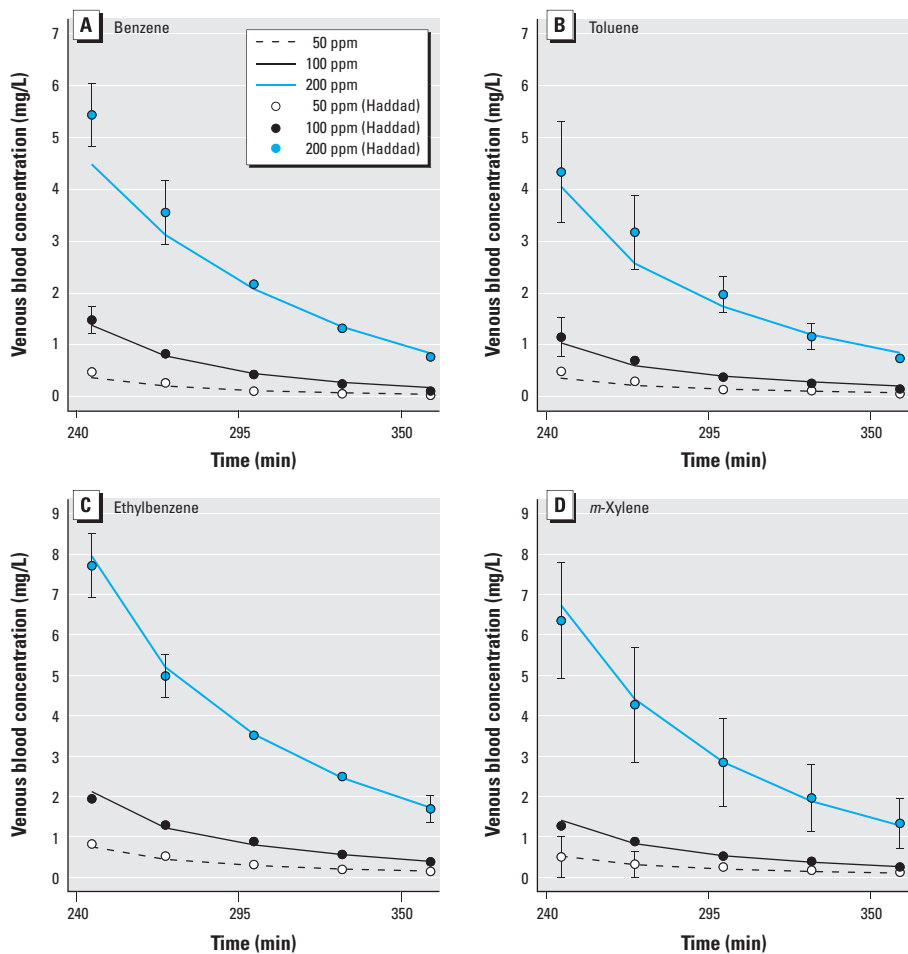 A Benzene
Venous blood concentration (mg/L)
7
6
5
4
3
2
1
0
50 ppm
100 ppm
200 ppm
50 ppm (Haddad)
100 ppm (Haddad)
200 ppm (Haddad)
240 295 350
Time (min)
B Toluene
Venous blood concentration (mg/L)
7
6
5
4
3
2
1
0
240 295 350
Time (min)
C Ethylbenzene
Venous blood concentration (mg/L)
9
8
7
6
5
4
3
2
1
0
240 295 350
Time (min)
D m-Xylene
Venous blood concentration (mg/L)
9
8
7
6
5
4
3
2
1
0
240 295 350
Time (min)